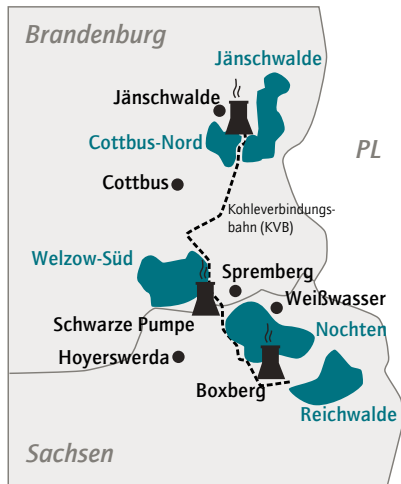 Brandenburg
Jänschwalde
Jänschwalde
Cottbus-Nord
PL
Cottbus
Kohleverbindungs-
bahn (KVB)
Welzow-Süd
Spremberg
Weißwasser
Schwarze Pumpe
Nochten
Hoyerswerda
Boxberg
Reichwalde
Sachsen